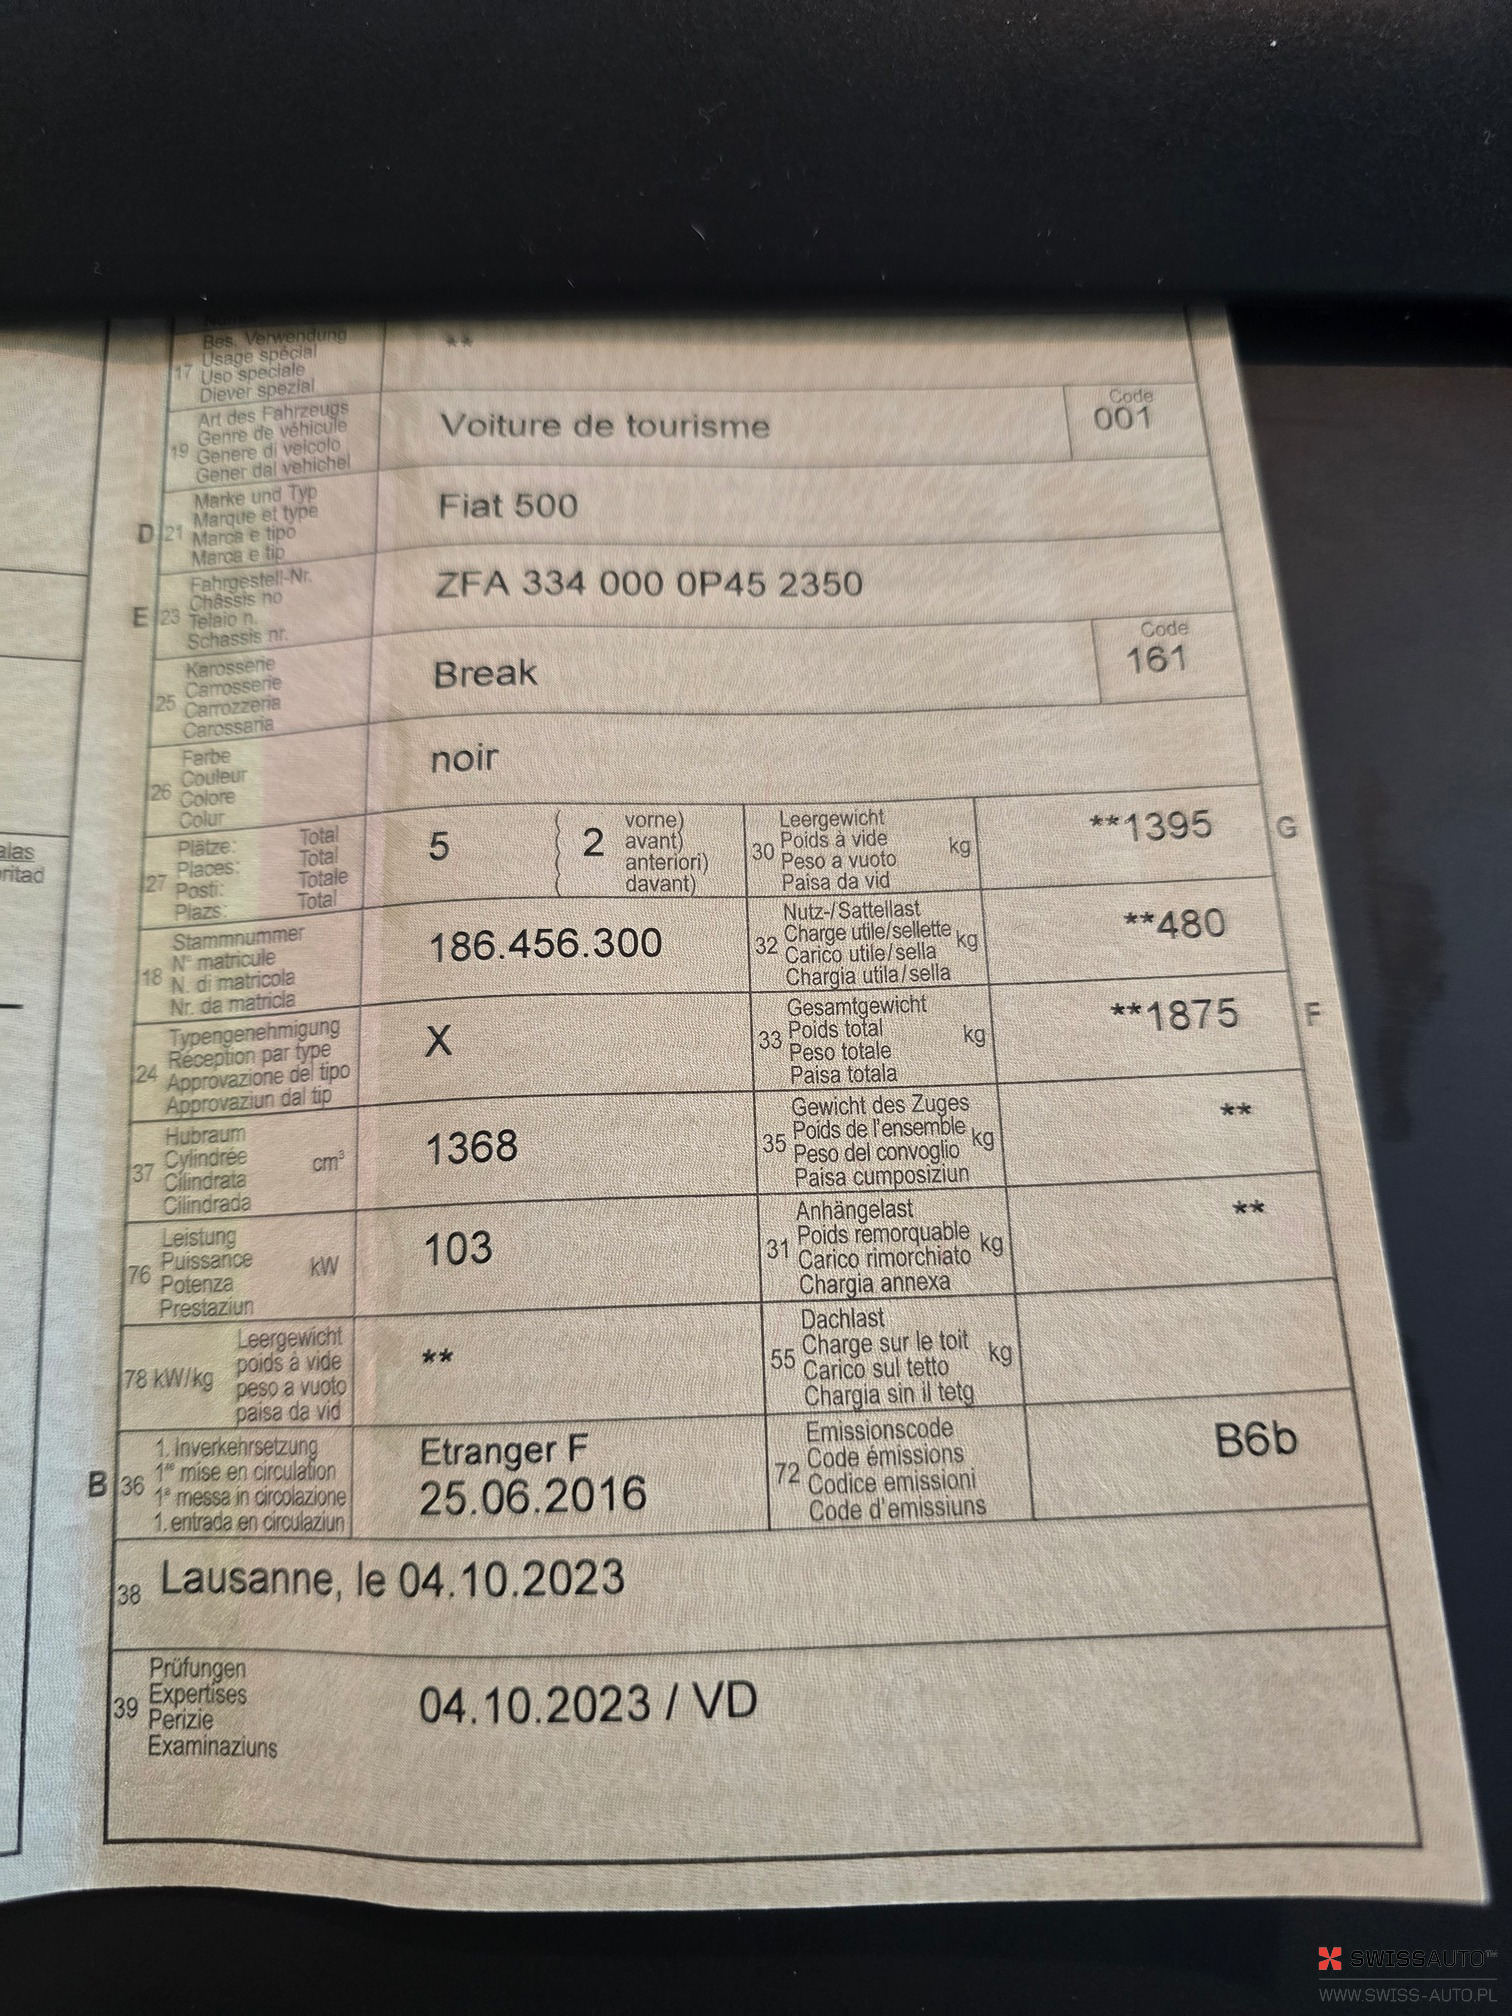 Bes. Verwendung
17 Usage spécial
Uso speciale
Diever spezial
**
19 Art des Fahrzeugs
Genre de véhicule
Genere di veicolo
Gener dal vehichel
Voiture de tourisme
Code
001
D 21 Marke und Typ
Marque et type
Marca e tipo
Marca e tip
Fiat 500
E 23 Fahrgestell-Nr.
Châssis no
Telaio n.
Schassis nr.
ZFA 334 000 0P45 2350
25 Karosserie
Carrosserie
Carrozzeria
Carossaria
Break
Code
161
26 Farbe
Couleur
Colore
Colur
noir
27 Plätze: Total
Places: Total
Posti: Totale
Plazs: Total
5
2
vorne)
avant)
anteriori)
davant)
30 Leergewicht
Poids à vide
Peso a vuoto
Paisa da vid
kg
**1395
G
18 Stammnummer
N° matricule
N. di matricola
Nr. da matricla
186.456.300
32 Nutz-/Sattellast
Charge utile/sellette
Carico utile/sella
Chargia utila/sella
kg
**480
24 Typengenehmigung
Réception par type
Approvazione del tipo
Approvaziun dal tip
X
33 Gesamtgewicht
Poids total
Peso totale
Paisa totala
kg
**1875
F
37 Hubraum
Cylindrée
Cilindrata
Cilindrada
cm³
1368
35 Gewicht des Zuges
Poids de l'ensemble
Peso del convoglio
Paisa cumposiziun
kg
**
76 Leistung
Puissance
Potenza
Prestaziun
kW
103
31 Anhängelast
Poids remorquable
Carico rimorchiato
Chargia annexa
kg
**
78 kW/kg
Leergewicht
poids à vide
peso a vuoto
paisa da vid
**
55 Dachlast
Charge sur le toit
Carico sul tetto
Chargia sin il tetg
kg
B 36 1. Inverkehrsetzung
1re mise en circulation
1a messa in circolazione
1. entrada en circulaziun
Etranger F
25.06.2016
72 Emissionscode
Code émissions
Codice emissioni
Code d'emissiuns
B6b
38 Lausanne, le 04.10.2023
39 Prüfungen
Expertises
Perizie
Examinaziuns
04.10.2023 / VD
alas
ritad
SWISSAUTO™
WWW.SWISS-AUTO.PL